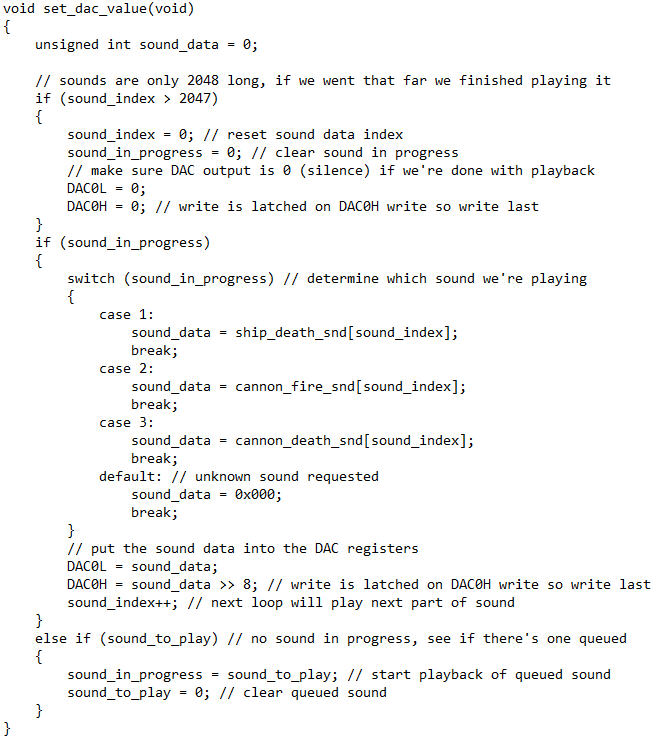 void set_dac_value(void)
{
    unsigned int sound_data = 0;

    // sounds are only 2048 long, if we went that far we finished playing it
    if (sound_index > 2047)
    {
        sound_index = 0; // reset sound data index
        sound_in_progress = 0; // clear sound in progress
        // make sure DAC output is 0 (silence) if we're done with playback
        DAC0L = 0;
        DAC0H = 0; // write is latched on DAC0H write so write last
    }
    if (sound_in_progress)
    {
        switch (sound_in_progress) // determine which sound we're playing
        {
            case 1:
                sound_data = ship_death_snd[sound_index];
                break;
            case 2:
                sound_data = cannon_fire_snd[sound_index];
                break;
            case 3:
                sound_data = cannon_death_snd[sound_index];
                break;
            default: // unknown sound requested
                sound_data = 0x000;
                break;
        }
        // put the sound data into the DAC registers
        DAC0L = sound_data;
        DAC0H = sound_data >> 8; // write is latched on DAC0H write so write last
        sound_index++; // next loop will play next part of sound
    }
    else if (sound_to_play) // no sound in progress, see if there's one queued
    {
        sound_in_progress = sound_to_play; // start playback of queued sound
        sound_to_play = 0; // clear queued sound
    }
}